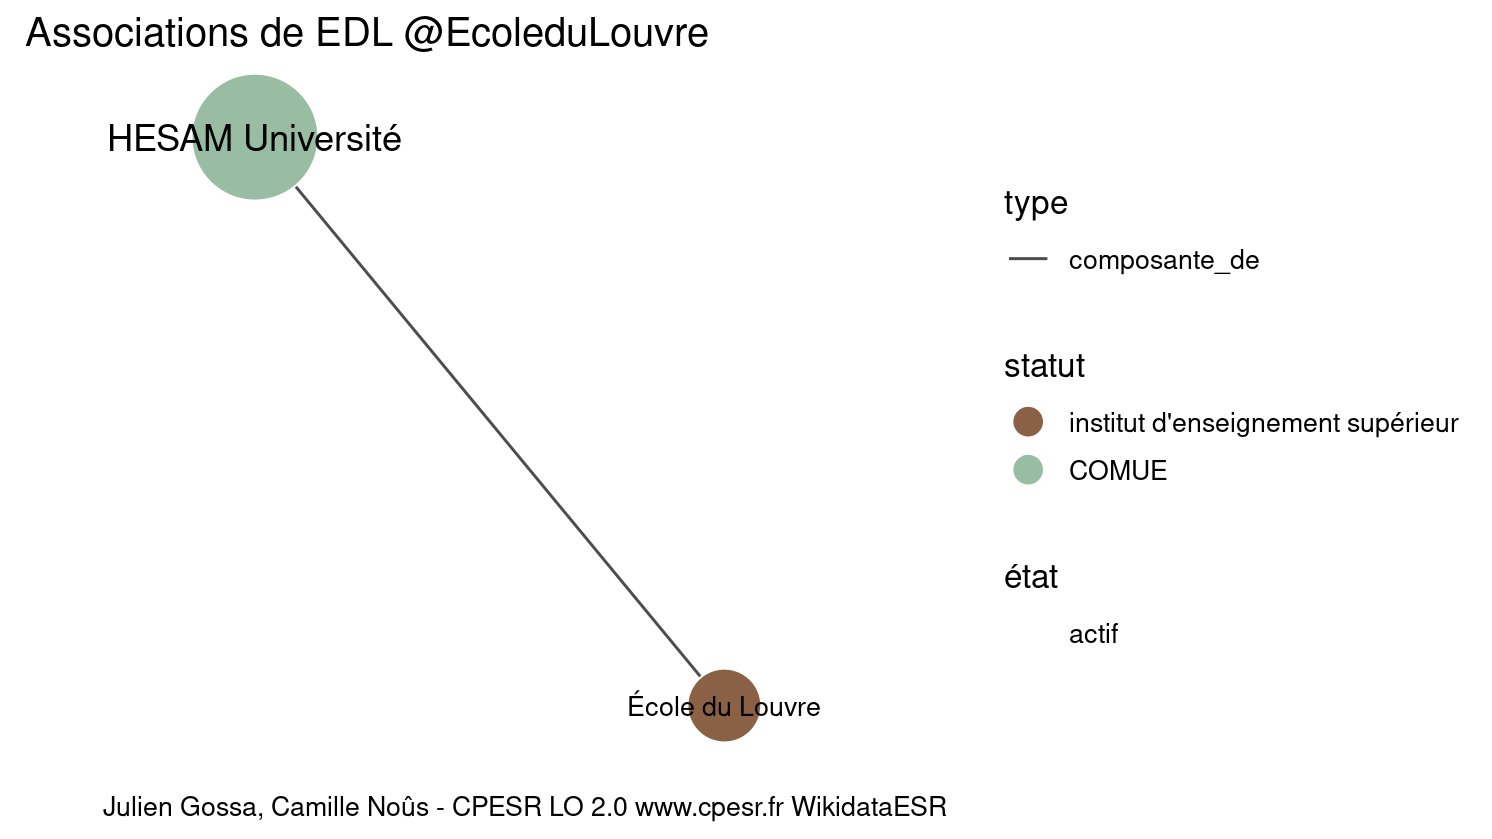 Associations de EDL @EcoleduLouvre
HESAM Université
type
composante_de
statut
institut d'enseignement supérieur
COMUE
état
actif
École du Louvre
Julien Gossa, Camille Noûs - CPESR LO 2.0 www.cpesr.fr WikidataESR